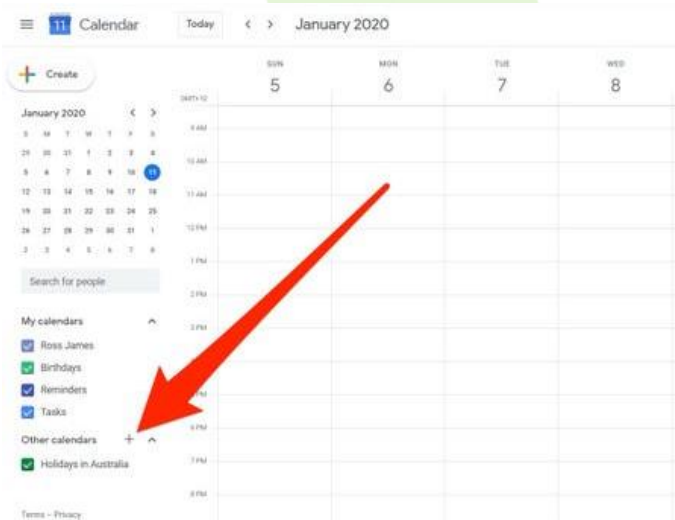 11 Calendar Today < > January 2020
Create
SUN MON TUE WED
5 6 7 8
January 2020 < >
S M T W T F S
29 30 31 1 2 3 4
5 6 7 8 9 10 11
12 13 14 15 16 17 18
19 20 21 22 23 24 25
26 27 28 29 30 31 1
2 3 4 5 6 7 8
Search for people
My calendars
Ross James
Birthdays
Reminders
Tasks
Other calendars +
Holidays in Australia
Terms – Privacy
9 AM
10 AM
11 AM
12 PM
1 PM
2 PM
3 PM
PM
6 PM
7 PM
8 PM